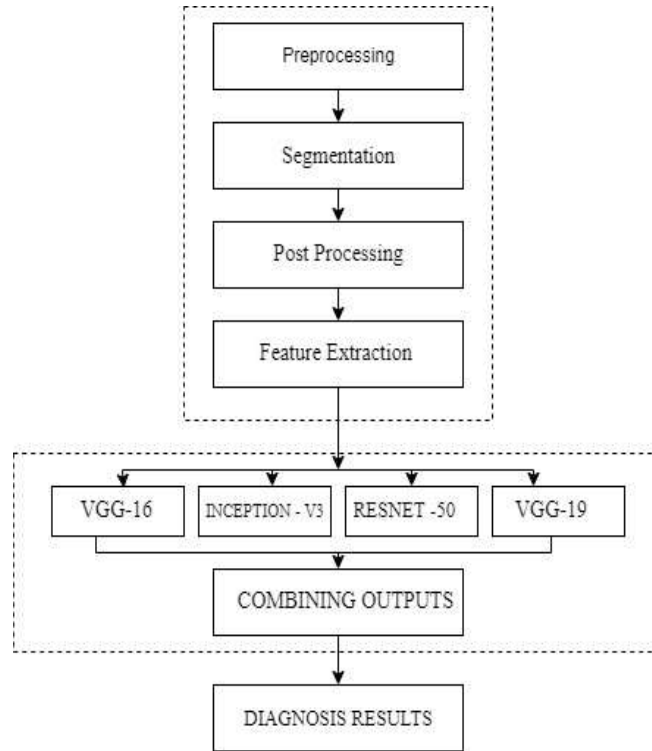 Preprocessing
Segmentation
Post Processing
Feature Extraction
VGG-16
INCEPTION - V3
RESNET -50
VGG-19
COMBINING OUTPUTS
DIAGNOSIS RESULTS